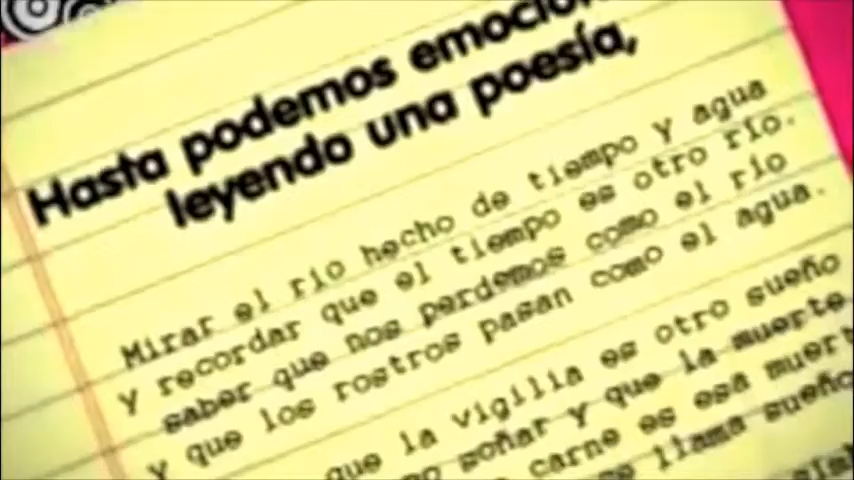 Hasta podemos
leyendo una poesía,
Mirar el río hecho de tiempo y agua
y recordar que el tiempo es otro río.
saber que nos perdemos como el río
y que los rostros pasan como el agua.
que la vigilia es otro sueño
soñar y que la muerte
carne es esa
se llama sueño